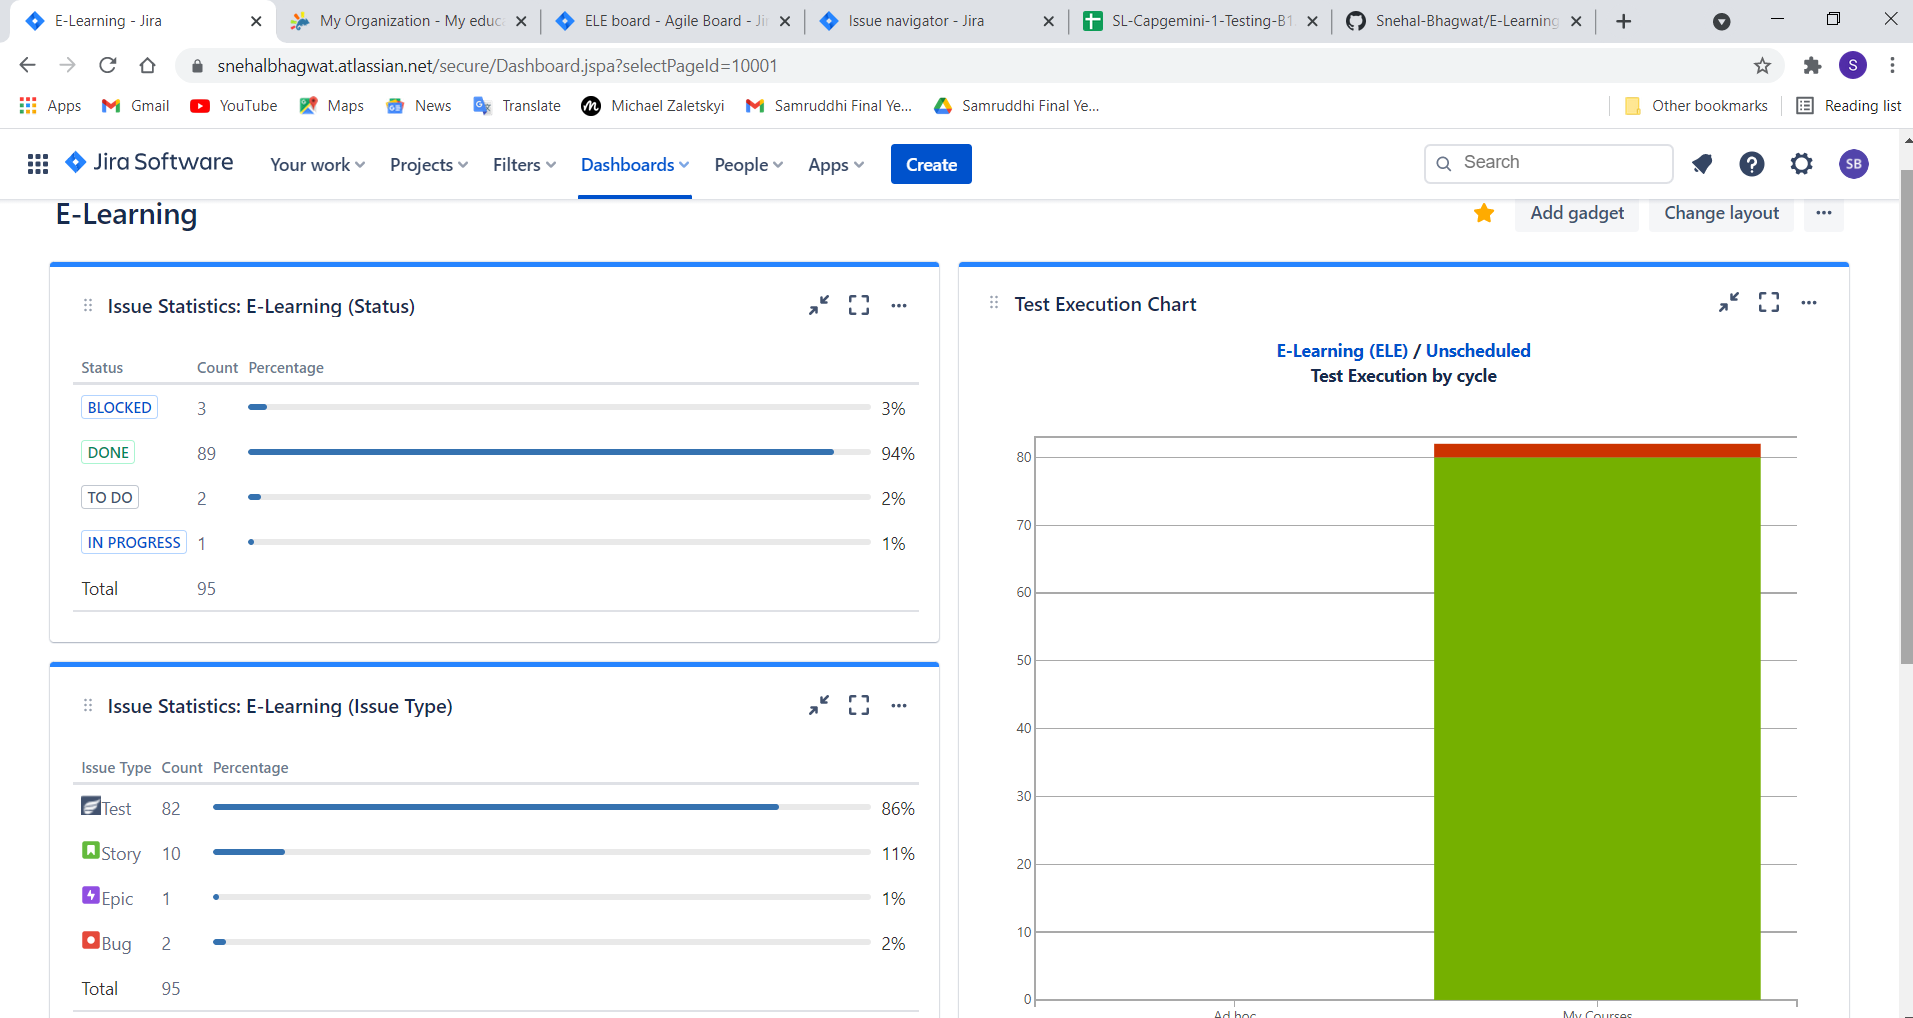 E-Learning - Jira
My Organization - My educa
ELE board - Agile Board - Jir
Issue navigator - Jira
SL-Capgemini-1-Testing-B1
Snehal-Bhagwat/E-Learning
snehalbhagwat.atlassian.net/secure/Dashboard.jspa?selectPageId=10001
S
Apps
Gmail
YouTube
Maps
News
Translate
Michael Zaletskyi
Samruddhi Final Ye...
Samruddhi Final Ye...
Other bookmarks
Reading list
Jira Software
Your work
Projects
Filters
Dashboards
People
Apps
Create
Search
SB
E-Learning
Add gadget
Change layout
Issue Statistics: E-Learning (Status)
Status Count Percentage
BLOCKED 3 3%
DONE 89 94%
TO DO 2 2%
IN PROGRESS 1 1%
Total 95
Issue Statistics: E-Learning (Issue Type)
Issue Type Count Percentage
Test 82 86%
Story 10 11%
Epic 1 1%
Bug 2 2%
Total 95
Test Execution Chart
E-Learning (ELE) / Unscheduled
Test Execution by cycle
80
70
60
50
40
30
20
10
0
Ad hoc
My Courses